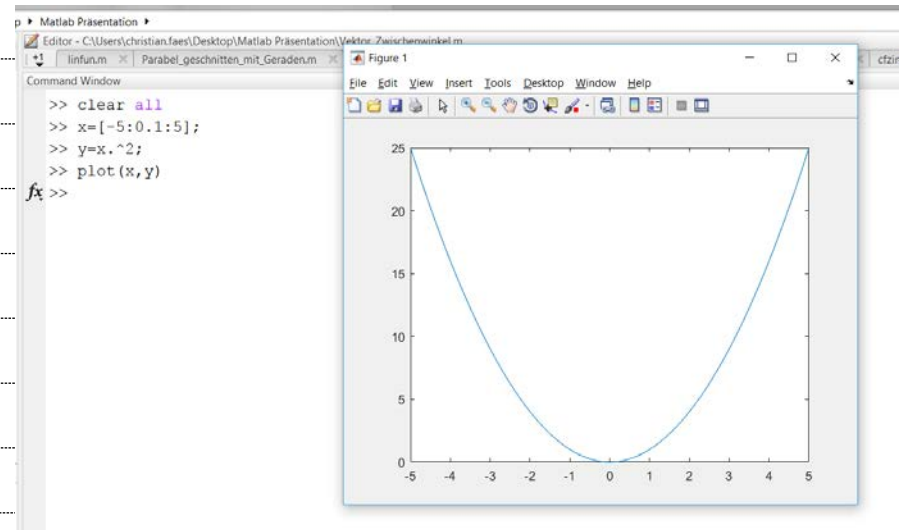 p ▸ Matlab Präsentation ▸
Editor - C:\Users\christian.faes\Desktop\Matlab Präsentation\Vektor_Zwischenwinkel.m
+1 linfun.m × Parabel_geschnitten_mit_Geraden.m ×
Command Window
>> clear all
>> x=[-5:0.1:5];
>> y=x.^2;
>> plot(x,y)
fx >>
Figure 1
File Edit View Insert Tools Desktop Window Help
25
20
15
10
5
0
-5 -4 -3 -2 -1 0 1 2 3 4 5